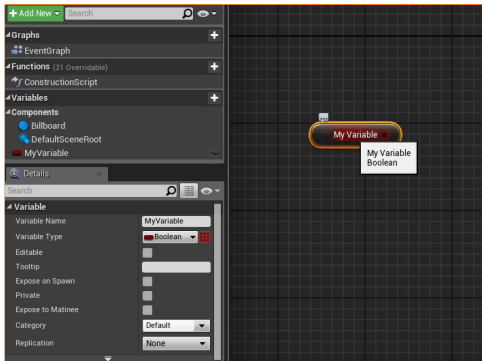 + Add New
Search
Graphs
EventGraph
Functions (21 Overridable)
ConstructionScript
Variables
Components
Billboard
DefaultSceneRoot
MyVariable
Details
Search
Variable
Variable Name MyVariable
Variable Type Boolean
Editable
Tooltip
Expose on Spawn
Private
Expose to Matinee
Category Default
Replication None
My Variable
My Variable
Boolean